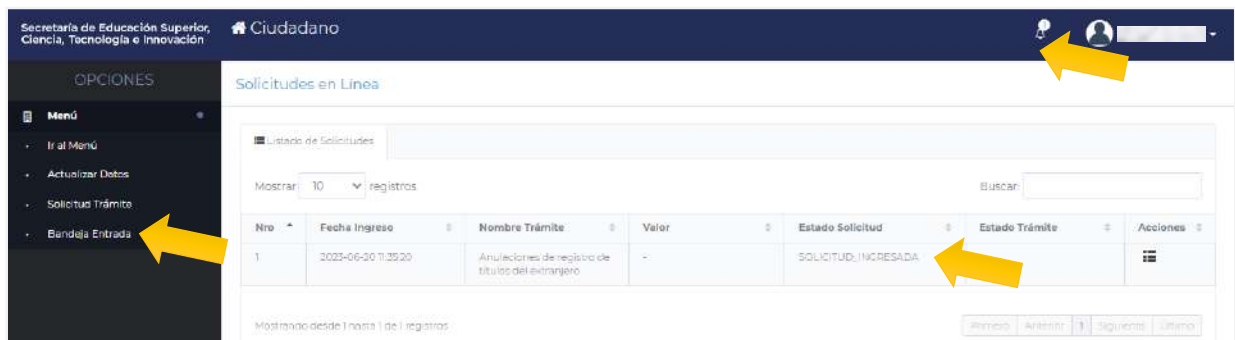 Secretaría de Educación Superior,
Ciencia, Tecnología e Innovación
Ciudadano
OPCIONES
Menú
Ir al Menú
Actualizar Datos
Solicitud Trámite
Bandeja Entrada
Solicitudes en Línea
Listado de Solicitudes
Mostrar 10 registros
Buscar:
Nro Fecha Ingreso Nombre Trámite Valor Estado Solicitud Estado Trámite Acciones
1 2023-06-20 11:35:20 Anulaciones de registro de - SOLICITUD_INGRESADA
títulos del extranjero
Mostrando desde 1 hasta 1 de 1 registros
Primero Anterior 1 Siguiente Último